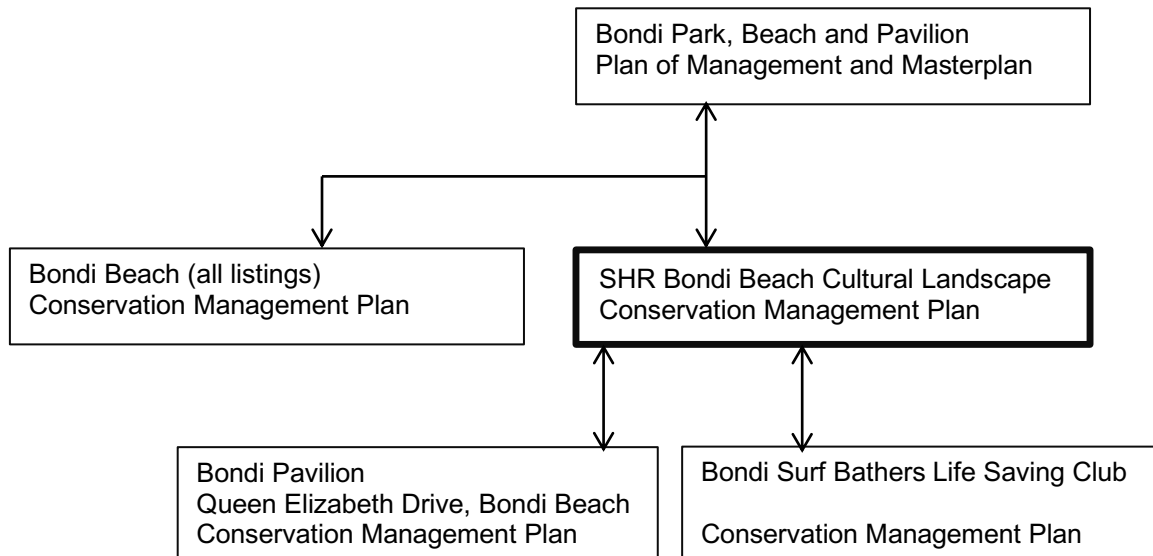 Bondi Park, Beach and Pavilion
Plan of Management and Masterplan
Bondi Beach (all listings)
Conservation Management Plan
SHR Bondi Beach Cultural Landscape
Conservation Management Plan
Bondi Pavilion
Queen Elizabeth Drive, Bondi Beach
Conservation Management Plan
Bondi Surf Bathers Life Saving Club
Conservation Management Plan